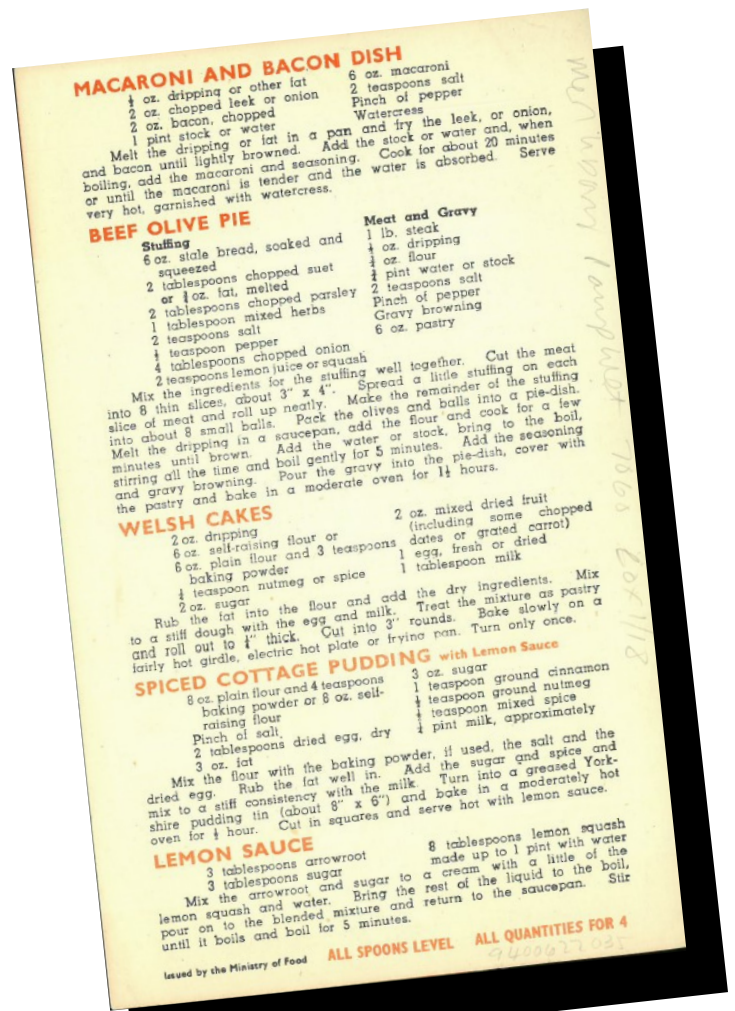 MACARONI AND BACON DISH
½ oz. dripping or other fat
2 oz. chopped leek or onion
2 oz. bacon, chopped
1 pint stock or water
6 oz. macaroni
2 teaspoons salt
Pinch of pepper
Watercress
Melt the dripping or fat in a pan and fry the leek, or onion,
and bacon until lightly browned. Add the stock or water and, when
boiling, add the macaroni and seasoning. Cook for about 20 minutes
or until the macaroni is tender and the water is absorbed. Serve
very hot, garnished with watercress.
BEEF OLIVE PIE
Stuffing
6 oz. stale bread, soaked and
squeezed
2 tablespoons chopped suet
or oz. fat, melted
2 tablespoons chopped parsley
1 tablespoon mixed herbs
2 teaspoons salt
teaspoon pepper
4 tablespoons chopped onion
2 teaspoons lemon juice or squash
Meat and Gravy
1 lb. steak
oz. dripping
oz. flour
pint water or stock
2 teaspoons salt
Pinch of pepper
Gravy browning
6 oz. pastry
Mix the ingredients for the stuffing well together. Cut the meat
into 8 thin slices, about 3" x 4". Spread a little stuffing on each
slice of meat and roll up neatly. Make the remainder of the stuffing
into about 8 small balls. Pack the olives and balls into a pie-dish.
Melt the dripping in a saucepan, add the flour and cook for a few
minutes until brown. Add the water or stock, bring to the boil,
stirring all the time and boil gently for 5 minutes. Add the seasoning
and gravy browning. Pour the gravy into the pie-dish, cover with
the pastry and bake in a moderate oven for 1½ hours.
WELSH CAKES
2 oz. dripping
6 oz. self-raising flour or
6 oz. plain flour and 3 teaspoons
baking powder
teaspoon nutmeg or spice
2 oz. sugar
2 oz. mixed dried fruit
(including some chopped
dates or grated carrot)
1 egg, fresh or dried
1 tablespoon milk
Rub the fat into the flour and add the dry ingredients. Mix
to a stiff dough with the egg and milk. Treat the mixture as pastry
and roll out to ¼" thick. Cut into 3" rounds. Bake slowly on a
fairly hot girdle, electric hot plate or frying pan. Turn only once.
SPICED COTTAGE PUDDING with Lemon Sauce
8 oz. plain flour and 4 teaspoons
baking powder or 8 oz. self-
raising flour
Pinch of salt
2 tablespoons dried egg, dry
3 oz. fat
3 oz. sugar
1 teaspoon ground cinnamon
teaspoon ground nutmeg
teaspoon mixed spice
pint milk, approximately
Mix the flour with the baking powder, if used, the salt and the
dried egg. Rub the fat well in. Add the sugar and spice and
mix to a stiff consistency with the milk. Turn into a greased York-
shire pudding tin (about 8" x 6") and bake in a moderately hot
oven for ½ hour. Cut in squares and serve hot with lemon sauce.
LEMON SAUCE
3 tablespoons arrowroot
3 tablespoons sugar
8 tablespoons lemon squash
made up to 1 pint with water
Mix the arrowroot and sugar to a cream with a little of the
lemon squash and water. Bring the rest of the liquid to the boil,
pour on to the blended mixture and return to the saucepan. Stir
until it boils and boil for 5 minutes.
Issued by the Ministry of Food
ALL SPOONS LEVEL ALL QUANTITIES FOR 4
9400627035